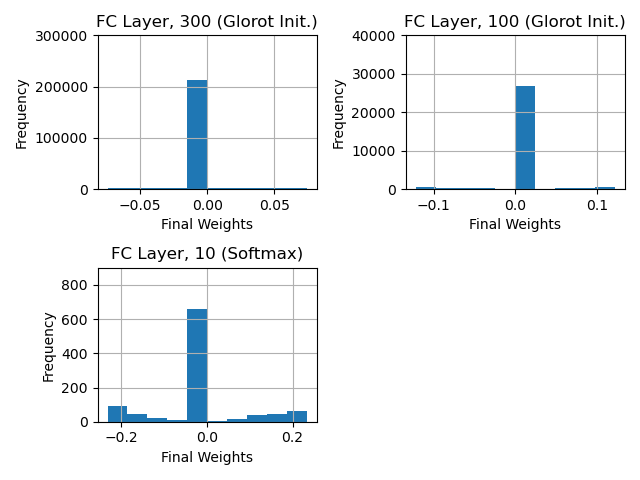 FC Layer, 300 (Glorot Init.)
300000
200000
100000
0
Frequency
−0.05
0.00
0.05
Final Weights
FC Layer, 100 (Glorot Init.)
40000
30000
20000
10000
0
Frequency
−0.1
0.0
0.1
Final Weights
FC Layer, 10 (Softmax)
800
600
400
200
0
Frequency
−0.2
0.0
0.2
Final Weights